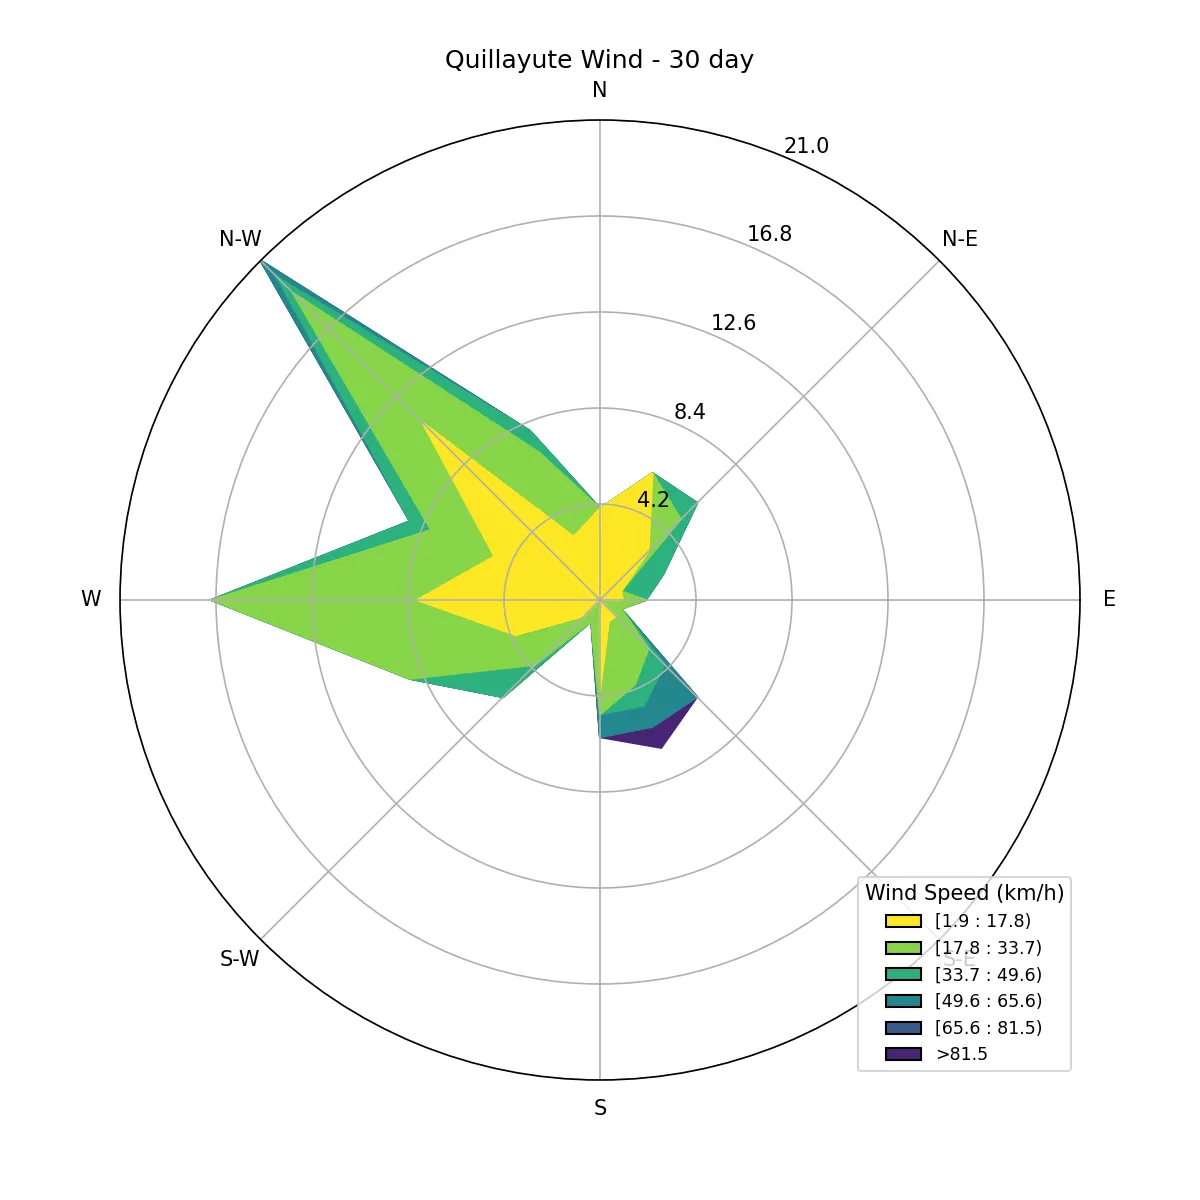 Quillayute Wind - 30 day
N
21.0
16.8
N-W
N-E
12.6
8.4
4.2
W
E
Wind Speed (km/h)
[1.9 : 17.8)
[17.8 : 33.7)
S-W
S-E
[33.7 : 49.6)
[49.6 : 65.6)
[65.6 : 81.5)
>81.5
S